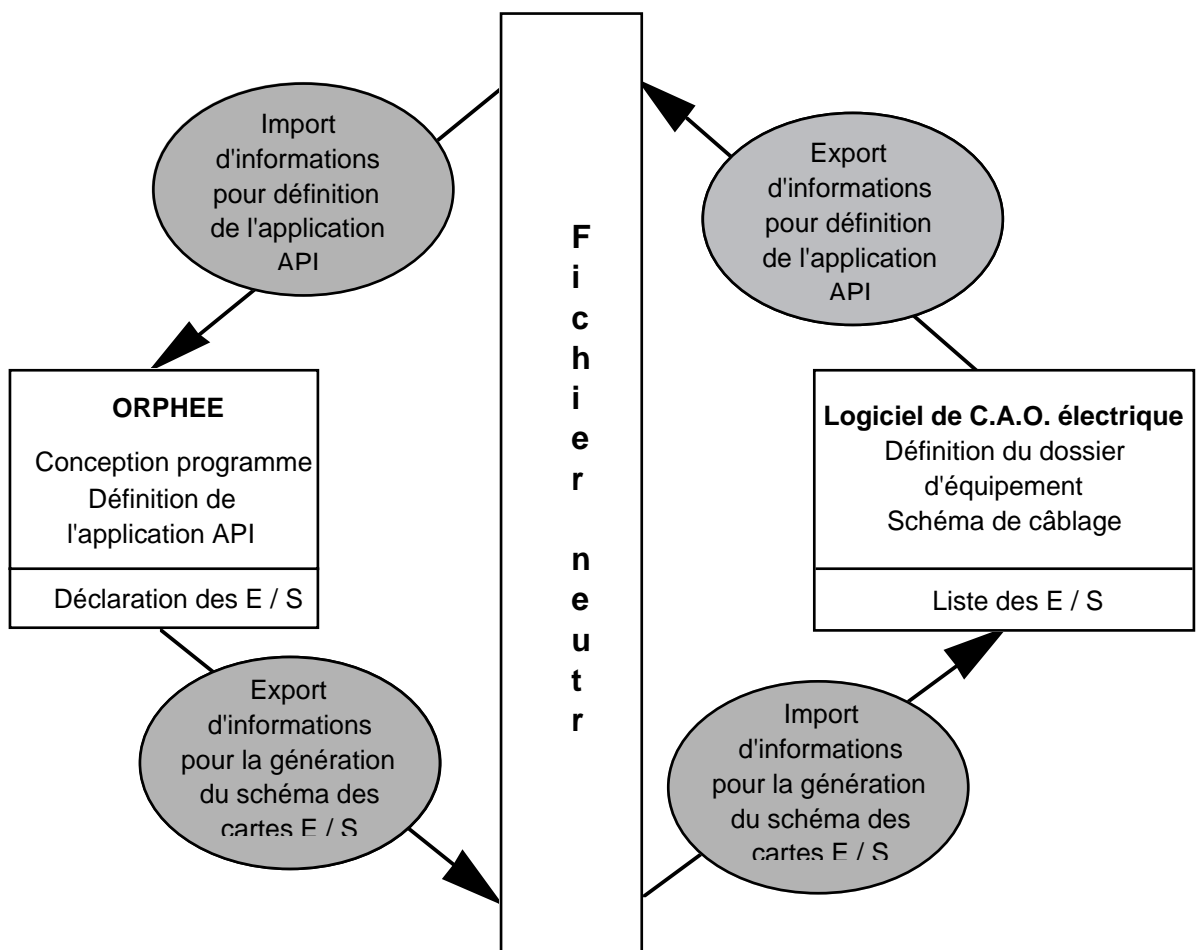 Import
d'informations
pour définition
de l'application
API
Export
d'informations
pour définition
de l'application
API
F
i
c
h
i
e
r
n
e
u
t
r
ORPHEE
Conception programme
Définition de
l'application API
Déclaration des E / S
Logiciel de C.A.O. électrique
Définition du dossier
d'équipement
Schéma de câblage
Liste des E / S
Export
d'informations
pour la génération
du schéma des
cartes E / S
Import
d'informations
pour la génération
du schéma des
cartes E / S